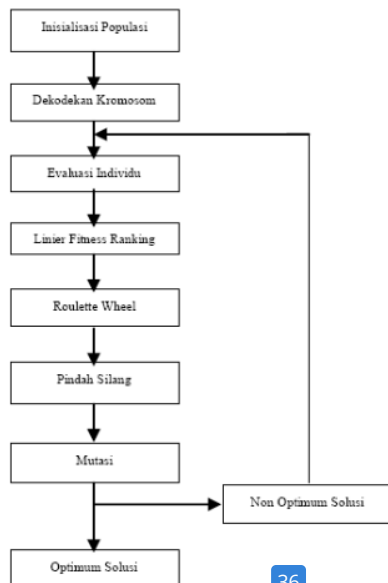 Inisialisasi Populasi
Dekodekan Kromosom
Evaluasi Individu
Linier Fitness Ranking
Roulette Wheel
Pindah Silang
Mutasi
Non Optimum Solusi
Optimum Solusi
36